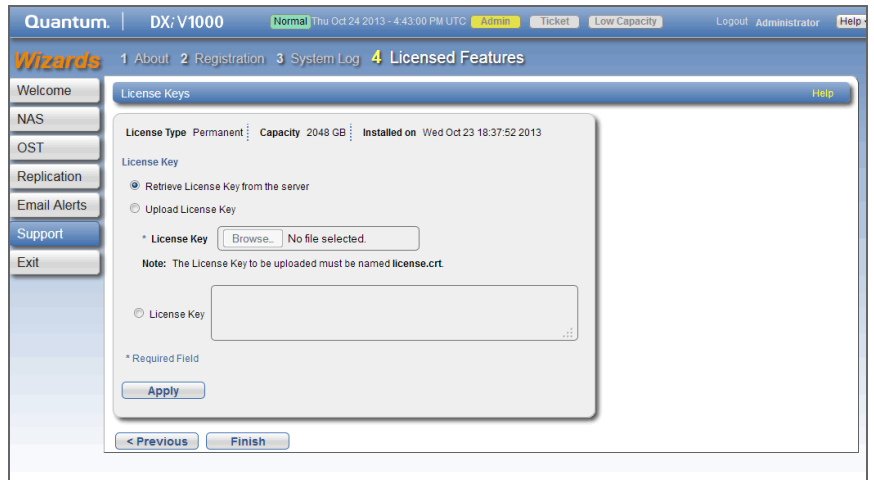 Quantum. DXi V1000 Normal Thu Oct 24 2013 - 4:43:00 PM UTC Admin Ticket Low Capacity Logout Administrator Help
Wizards 1 About 2 Registration 3 System Log 4 Licensed Features
Welcome
NAS
OST
Replication
Email Alerts
Support
Exit
License Keys Help
License Type Permanent Capacity 2048 GB Installed on Wed Oct 23 18:37:52 2013
License Key
Retrieve License Key from the server
Upload License Key
* License Key Browse.. No file selected.
Note: The License Key to be uploaded must be named license.crt.
License Key
* Required Field
Apply
< Previous Finish